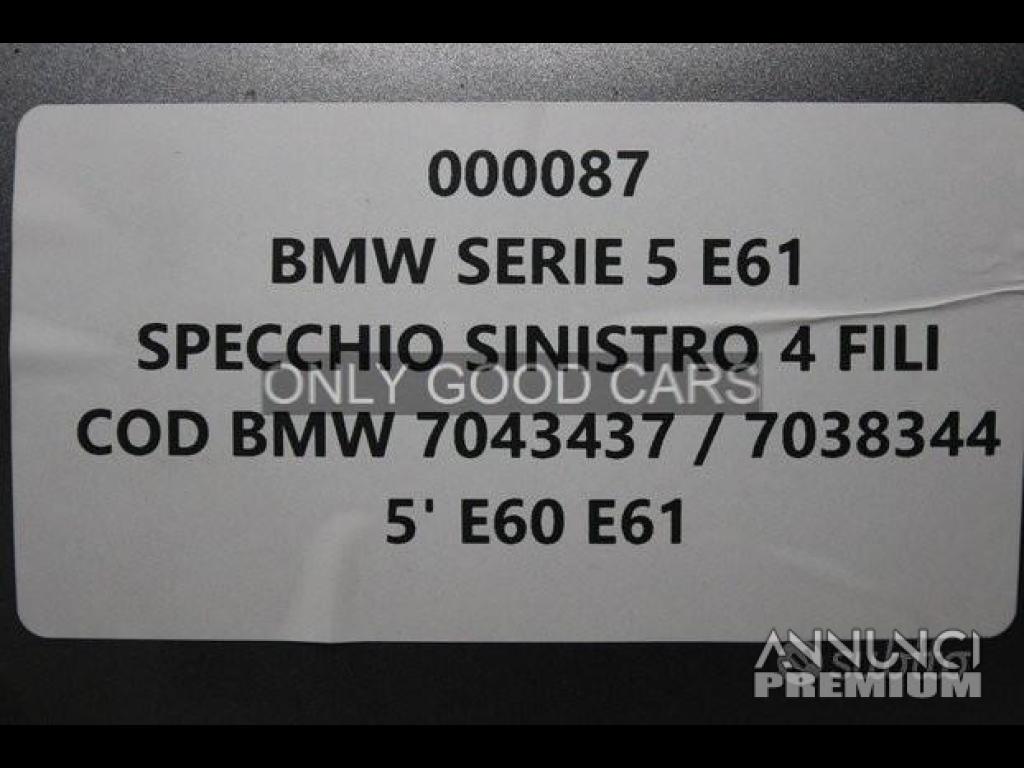 000087
BMW SERIE 5 E61
SPECCHIO SINISTRO 4 FILI
ONLY GOOD CARS
COD BMW 7043437 / 7038344
5' E60 E61
ANNUNCI
PREMIUM